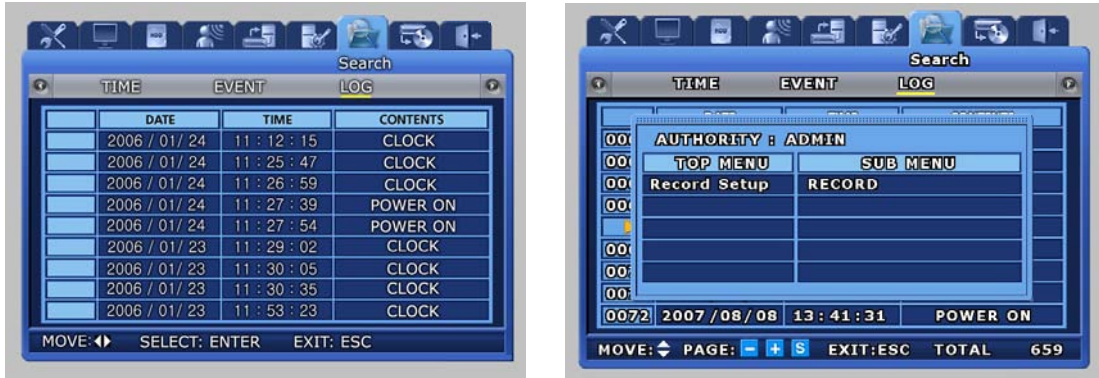 Search
TIME EVENT LOG
DATE TIME CONTENTS
2006 / 01/ 24 11 : 12 : 15 CLOCK
2006 / 01/ 24 11 : 25 : 47 CLOCK
2006 / 01/ 24 11 : 26 : 59 CLOCK
2006 / 01/ 24 11 : 27 : 39 POWER ON
2006 / 01/ 24 11 : 27 : 54 POWER ON
2006 / 01/ 23 11 : 29 : 02 CLOCK
2006 / 01/ 23 11 : 30 : 05 CLOCK
2006 / 01/ 23 11 : 30 : 35 CLOCK
2006 / 01/ 23 11 : 53 : 23 CLOCK
MOVE: SELECT: ENTER EXIT: ESC
Search
TIME EVENT LOG
AUTHORITY : ADMIN
TOP MENU SUB MENU
Record Setup RECORD
0072 2007/08/08 13:41:31 POWER ON
MOVE: PAGE: - + S EXIT:ESC TOTAL 659